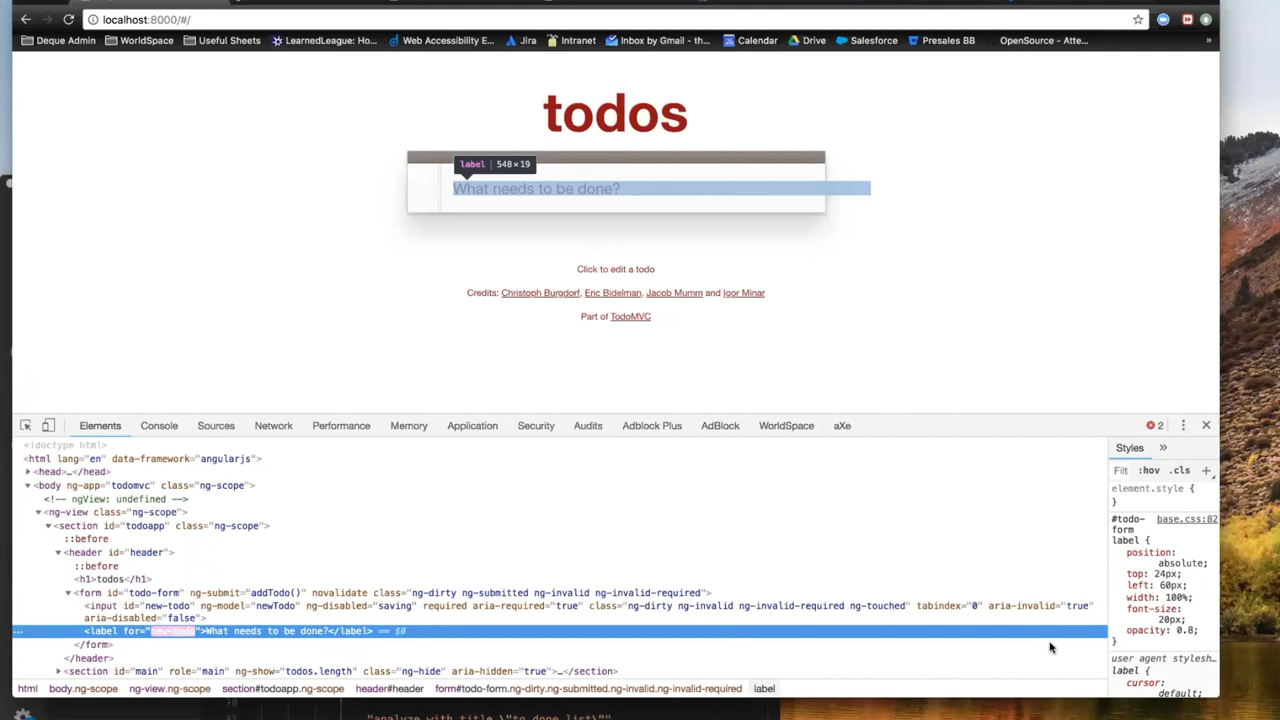 localhost:8000/#/
Deque Admin WorldSpace Useful Sheets LearnedLeague: Ho... Web Accessibility E... Jira Intranet Inbox by Gmail - th... Calendar Drive Salesforce Presales BB OpenSource - Atte... »
todos
label | 548 × 19
What needs to be done?
Click to edit a todo
Credits: Christoph Burgdorf, Eric Bidelman, Jacob Mumm and Igor Minar
Part of TodoMVC
Elements Console Sources Network Performance Memory Application Security Audits Adblock Plus AdBlock WorldSpace aXe 2
<!doctype html>
<html lang="en" data-framework="angularjs">
<head>…</head>
<body ng-app="todomvc" class="ng-scope">
<!-- ngView: undefined -->
<ng-view class="ng-scope">
<section id="todoapp" class="ng-scope">
::before
<header id="header">
::before
<h1>todos</h1>
<form id="todo-form" ng-submit="addTodo()" novalidate class="ng-dirty ng-submitted ng-invalid ng-invalid-required">
<input id="new-todo" ng-model="newTodo" ng-disabled="saving" required aria-required="true" class="ng-dirty ng-invalid ng-invalid-required ng-touched" tabindex="0" aria-invalid="true"
aria-disabled="false">
… <label for="new-todo">What needs to be done?</label> == $0
</form>
</header>
<section id="main" role="main" ng-show="todos.length" class="ng-hide" aria-hidden="true">…</section>
html body.ng-scope ng-view.ng-scope section#todoapp.ng-scope header#header form#todo-form.ng-dirty.ng-submitted.ng-invalid.ng-invalid-required label
Styles »
Filt :hov .cls +
element.style {
}
#todo- base.css:82
form
label {
position:
absolute;
top: 24px;
left: 60px;
width: 100%;
font-size:
20px;
opacity: 0.8;
}
user agent stylesh…
label {
cursor:
default;
"analyze with title \"to done list\""